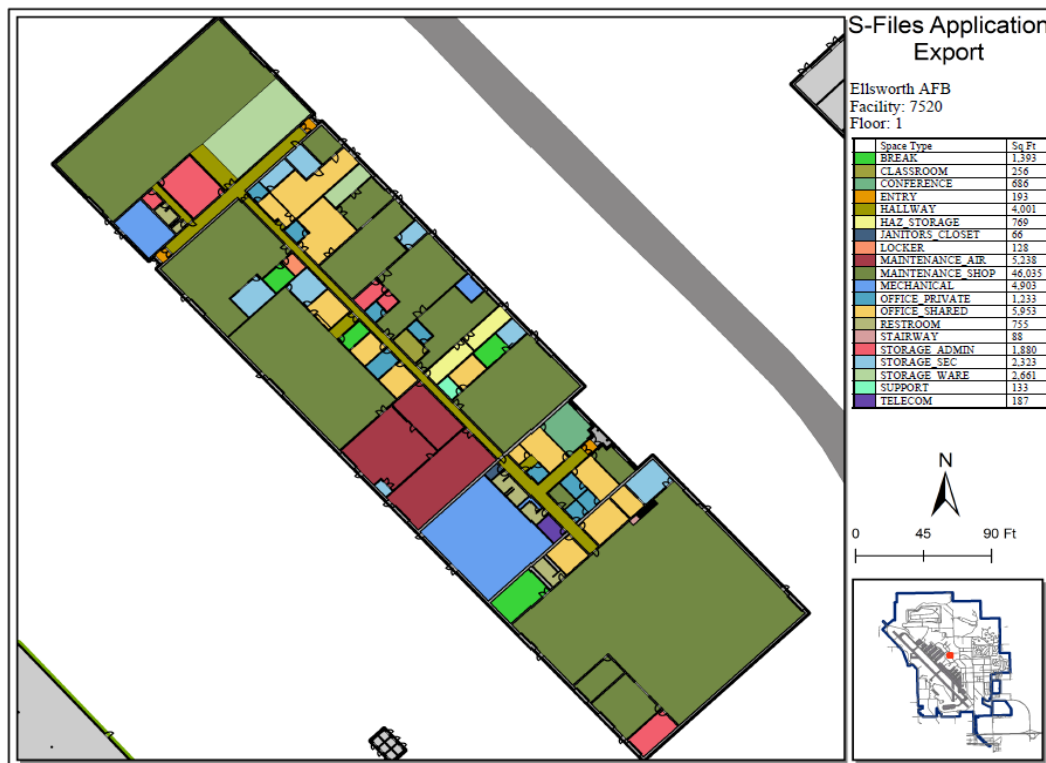 S-Files Application
Export
Ellsworth AFB
Facility: 7520
Floor: 1
Space Type Sq Ft
BREAK 1,393
CLASSROOM 256
CONFERENCE 686
ENTRY 193
HALLWAY 4,001
HAZ_STORAGE 769
JANITORS_CLOSET 66
LOCKER 128
MAINTENANCE_AIR 5,238
MAINTENANCE_SHOP 46,035
MECHANICAL 4,903
OFFICE_PRIVATE 1,233
OFFICE_SHARED 5,953
RESTROOM 755
STAIRWAY 88
STORAGE_ADMIN 1,880
STORAGE_SEC 2,323
STORAGE_WARE 2,661
SUPPORT 133
TELECOM 187
N
0 45 90 Ft